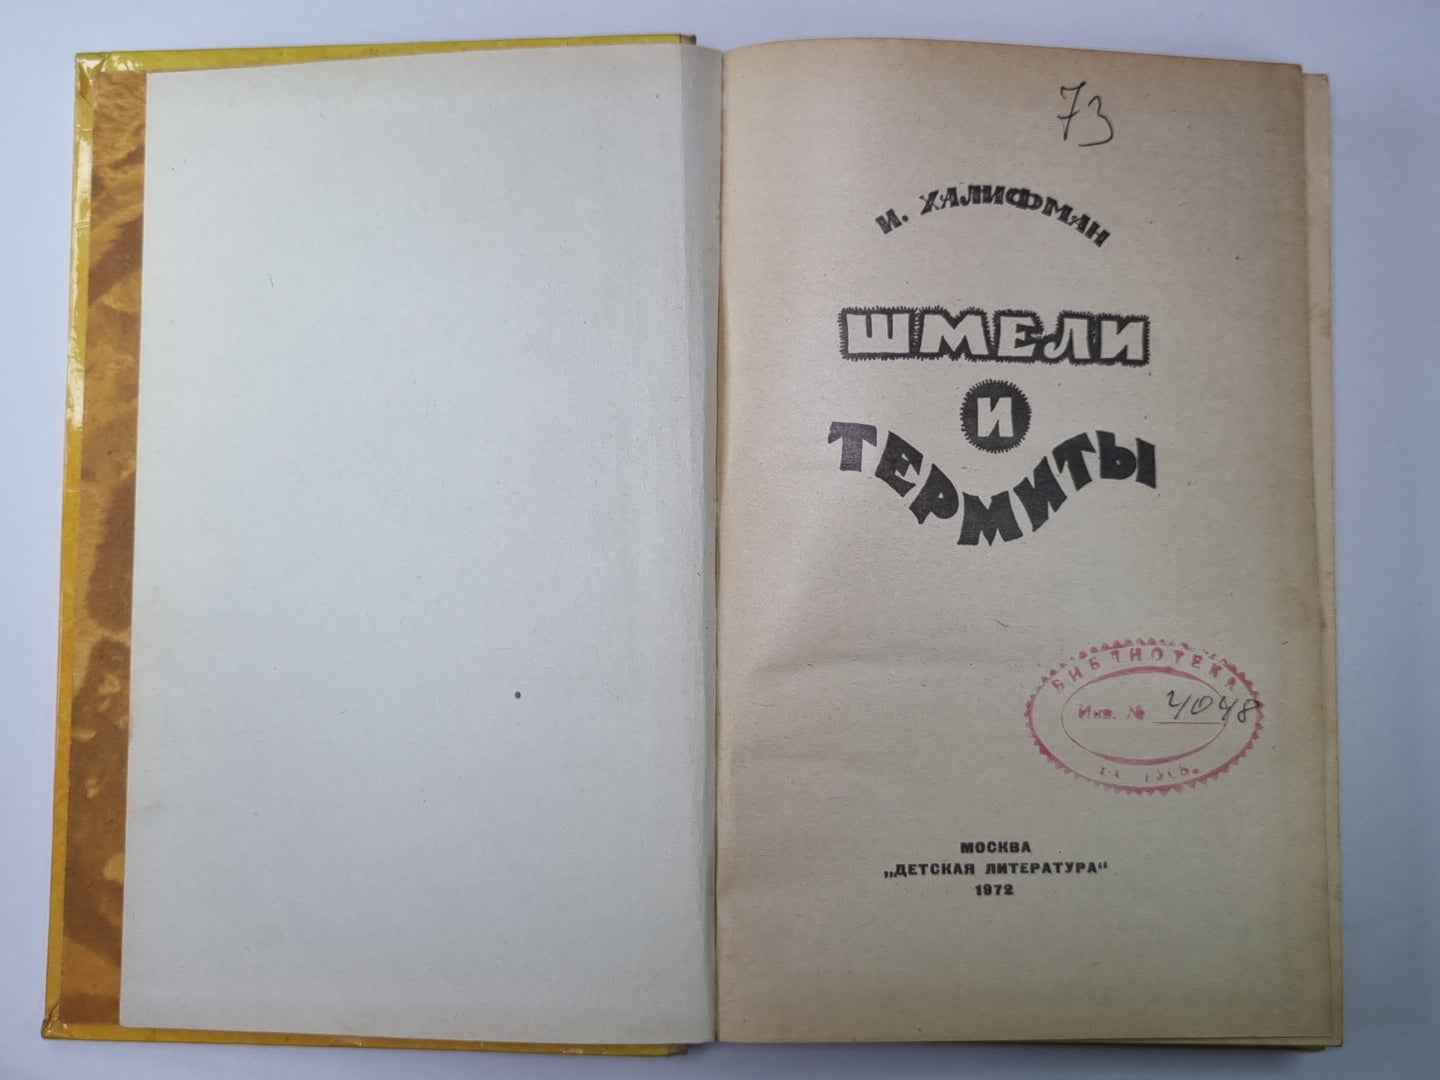 73
И. ХАЛИФМАН
ШМЕЛИ
И
ТЕРМИТЫ
БИБЛИОТЕКА
Инв. № 4048
МОСКВА
„ДЕТСКАЯ ЛИТЕРАТУРА“
1972